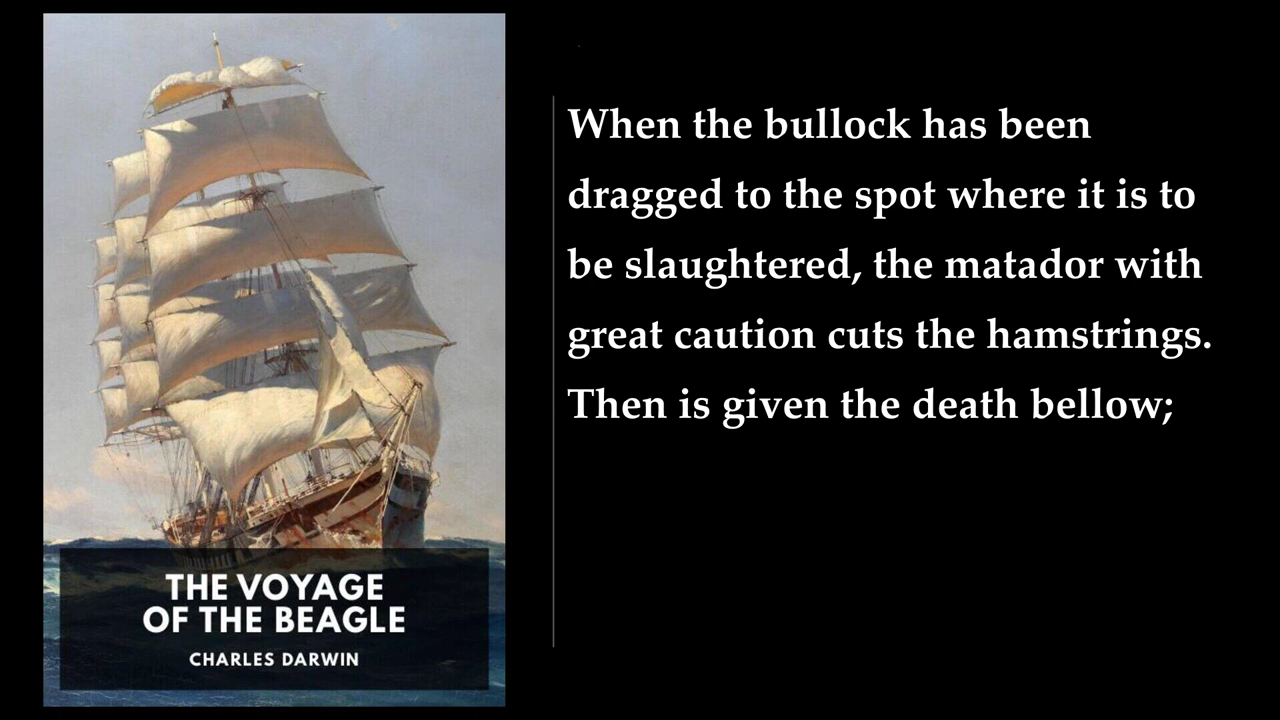 THE VOYAGE
OF THE BEAGLE
CHARLES DARWIN
When the bullock has been
dragged to the spot where it is to
be slaughtered, the matador with
great caution cuts the hamstrings.
Then is given the death bellow;